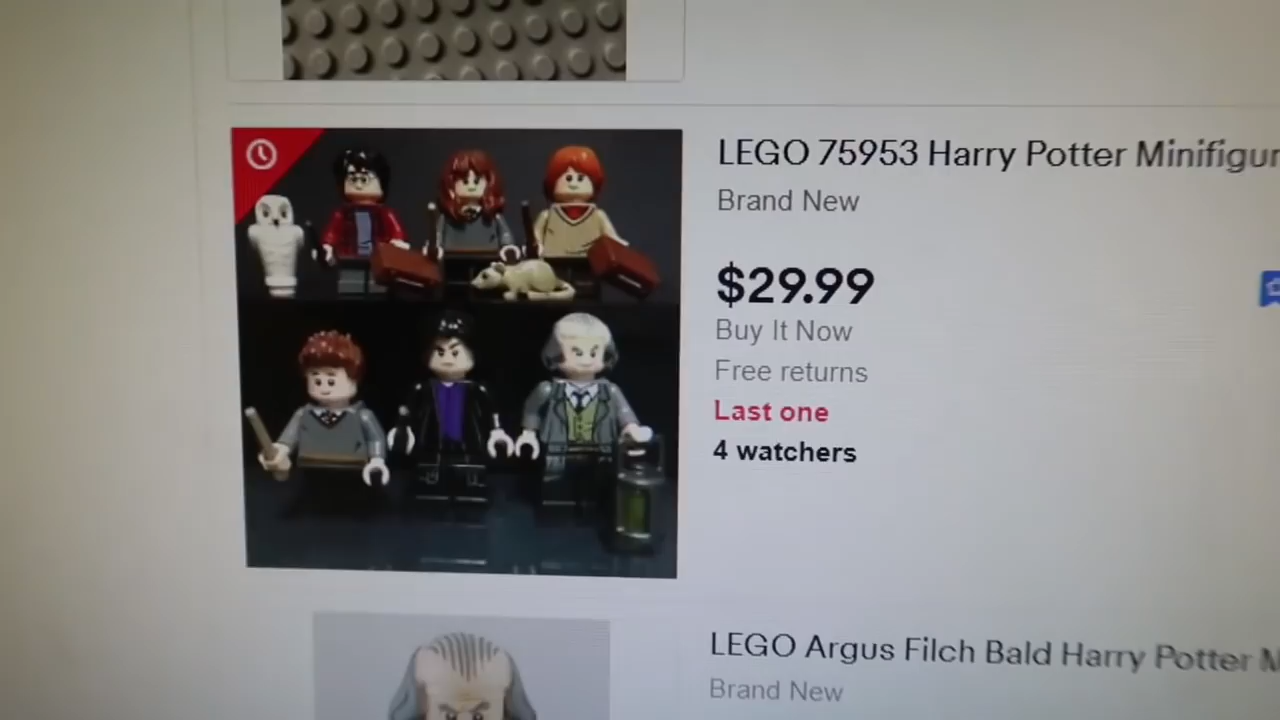 LEGO 75953 Harry Potter Minifigur
Brand New
$29.99
Buy It Now
Free returns
Last one
4 watchers
LEGO Argus Filch Bald Harry Potter M
Brand New